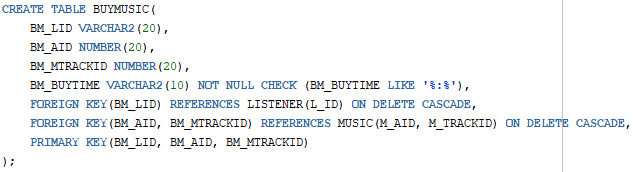 CREATE TABLE BUYMUSIC(
    BM_LID VARCHAR2(20),
    BM_AID NUMBER(20),
    BM_MTRACKID NUMBER(20),
    BM_BUYTIME VARCHAR2(10) NOT NULL CHECK (BM_BUYTIME LIKE '%:%'),
    FOREIGN KEY(BM_LID) REFERENCES LISTENER(L_ID) ON DELETE CASCADE,
    FOREIGN KEY(BM_AID, BM_MTRACKID) REFERENCES MUSIC(M_AID, M_TRACKID) ON DELETE CASCADE,
    PRIMARY KEY(BM_LID, BM_AID, BM_MTRACKID)
);